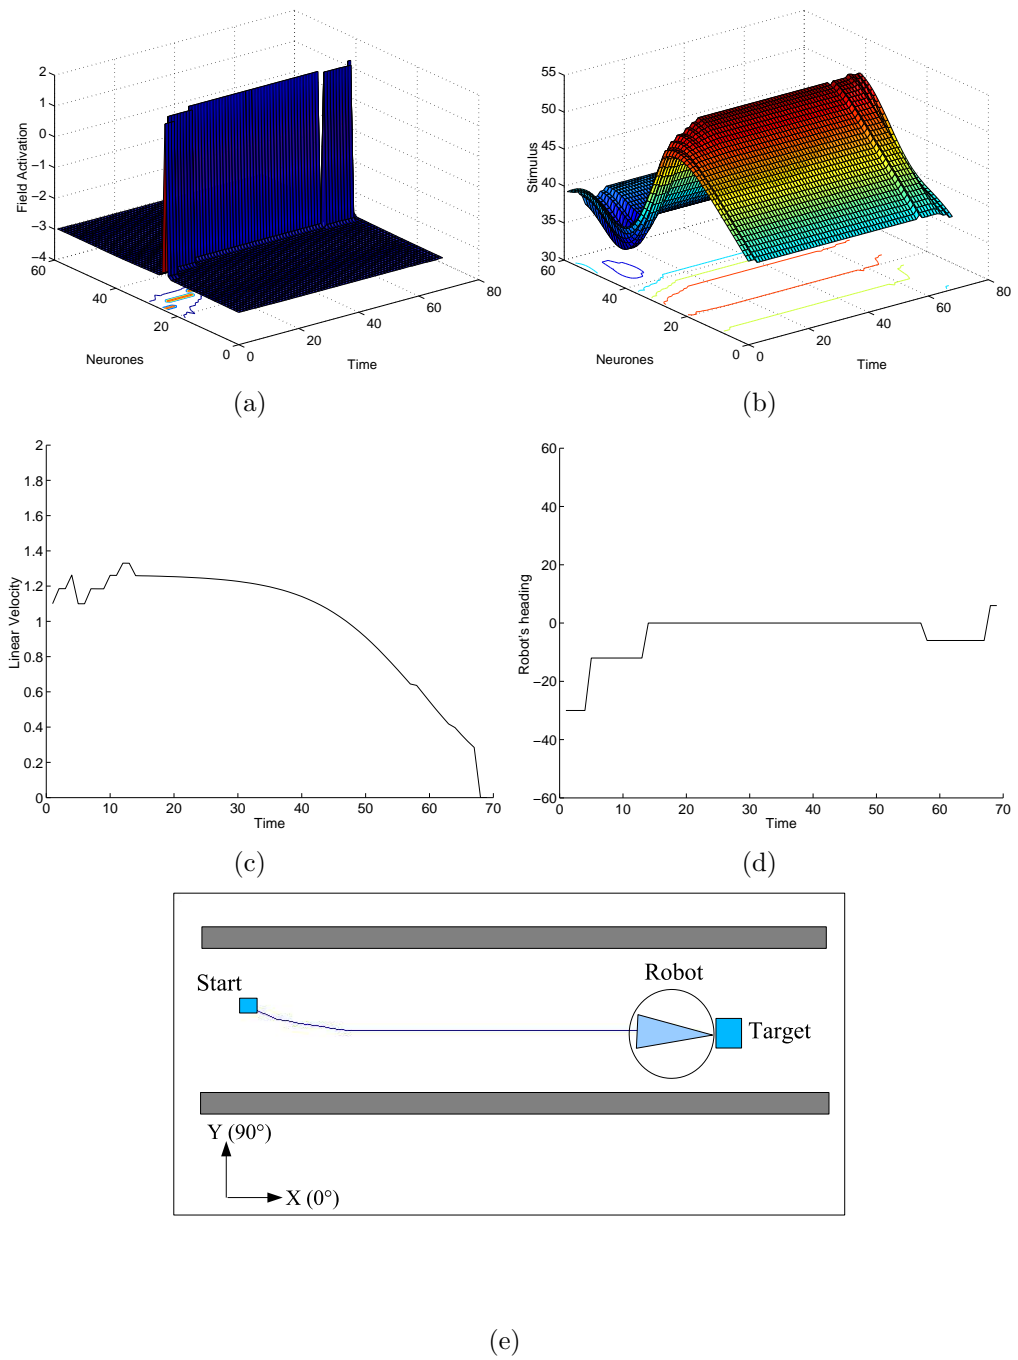 2
1
0
−1
−2
−3
−4
Field Activation
60
40
20
0
Neurones
0
20
40
60
80
Time
(a)
55
50
45
40
35
30
Stimulus
60
40
20
0
Neurones
0
20
40
60
80
Time
(b)
2
1.8
1.6
1.4
1.2
1
0.8
0.6
0.4
0.2
0
Linear Velocity
0 10 20 30 40 50 60 70
Time
(c)
60
40
20
0
−20
−40
−60
Robot's heading
0 10 20 30 40 50 60 70
Time
(d)
Start
Robot
Target
Y (90°)
X (0°)
(e)